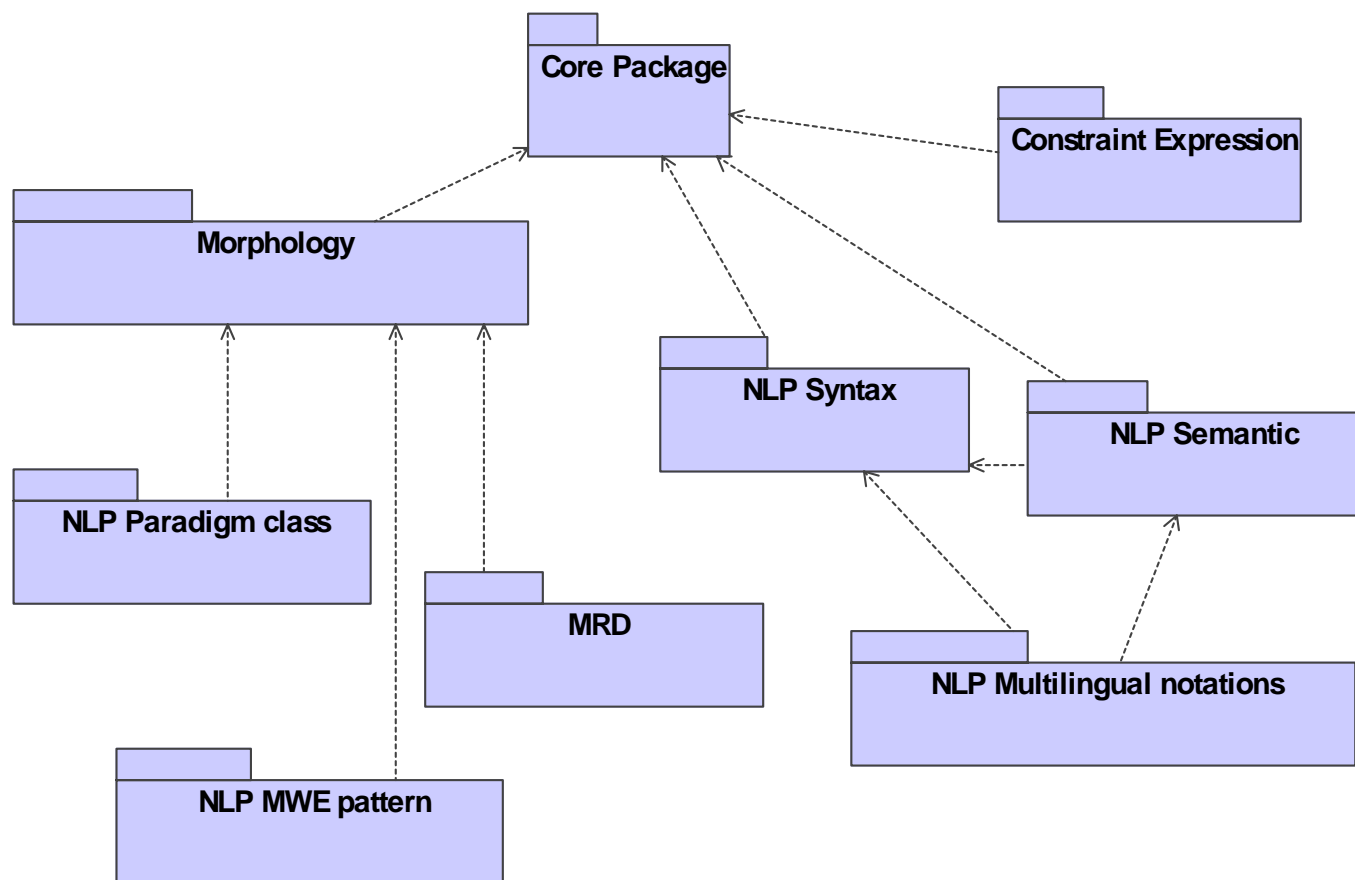 Core Package
Constraint Expression
Morphology
NLP Syntax
NLP Semantic
NLP Paradigm class
MRD
NLP Multilingual notations
NLP MWE pattern